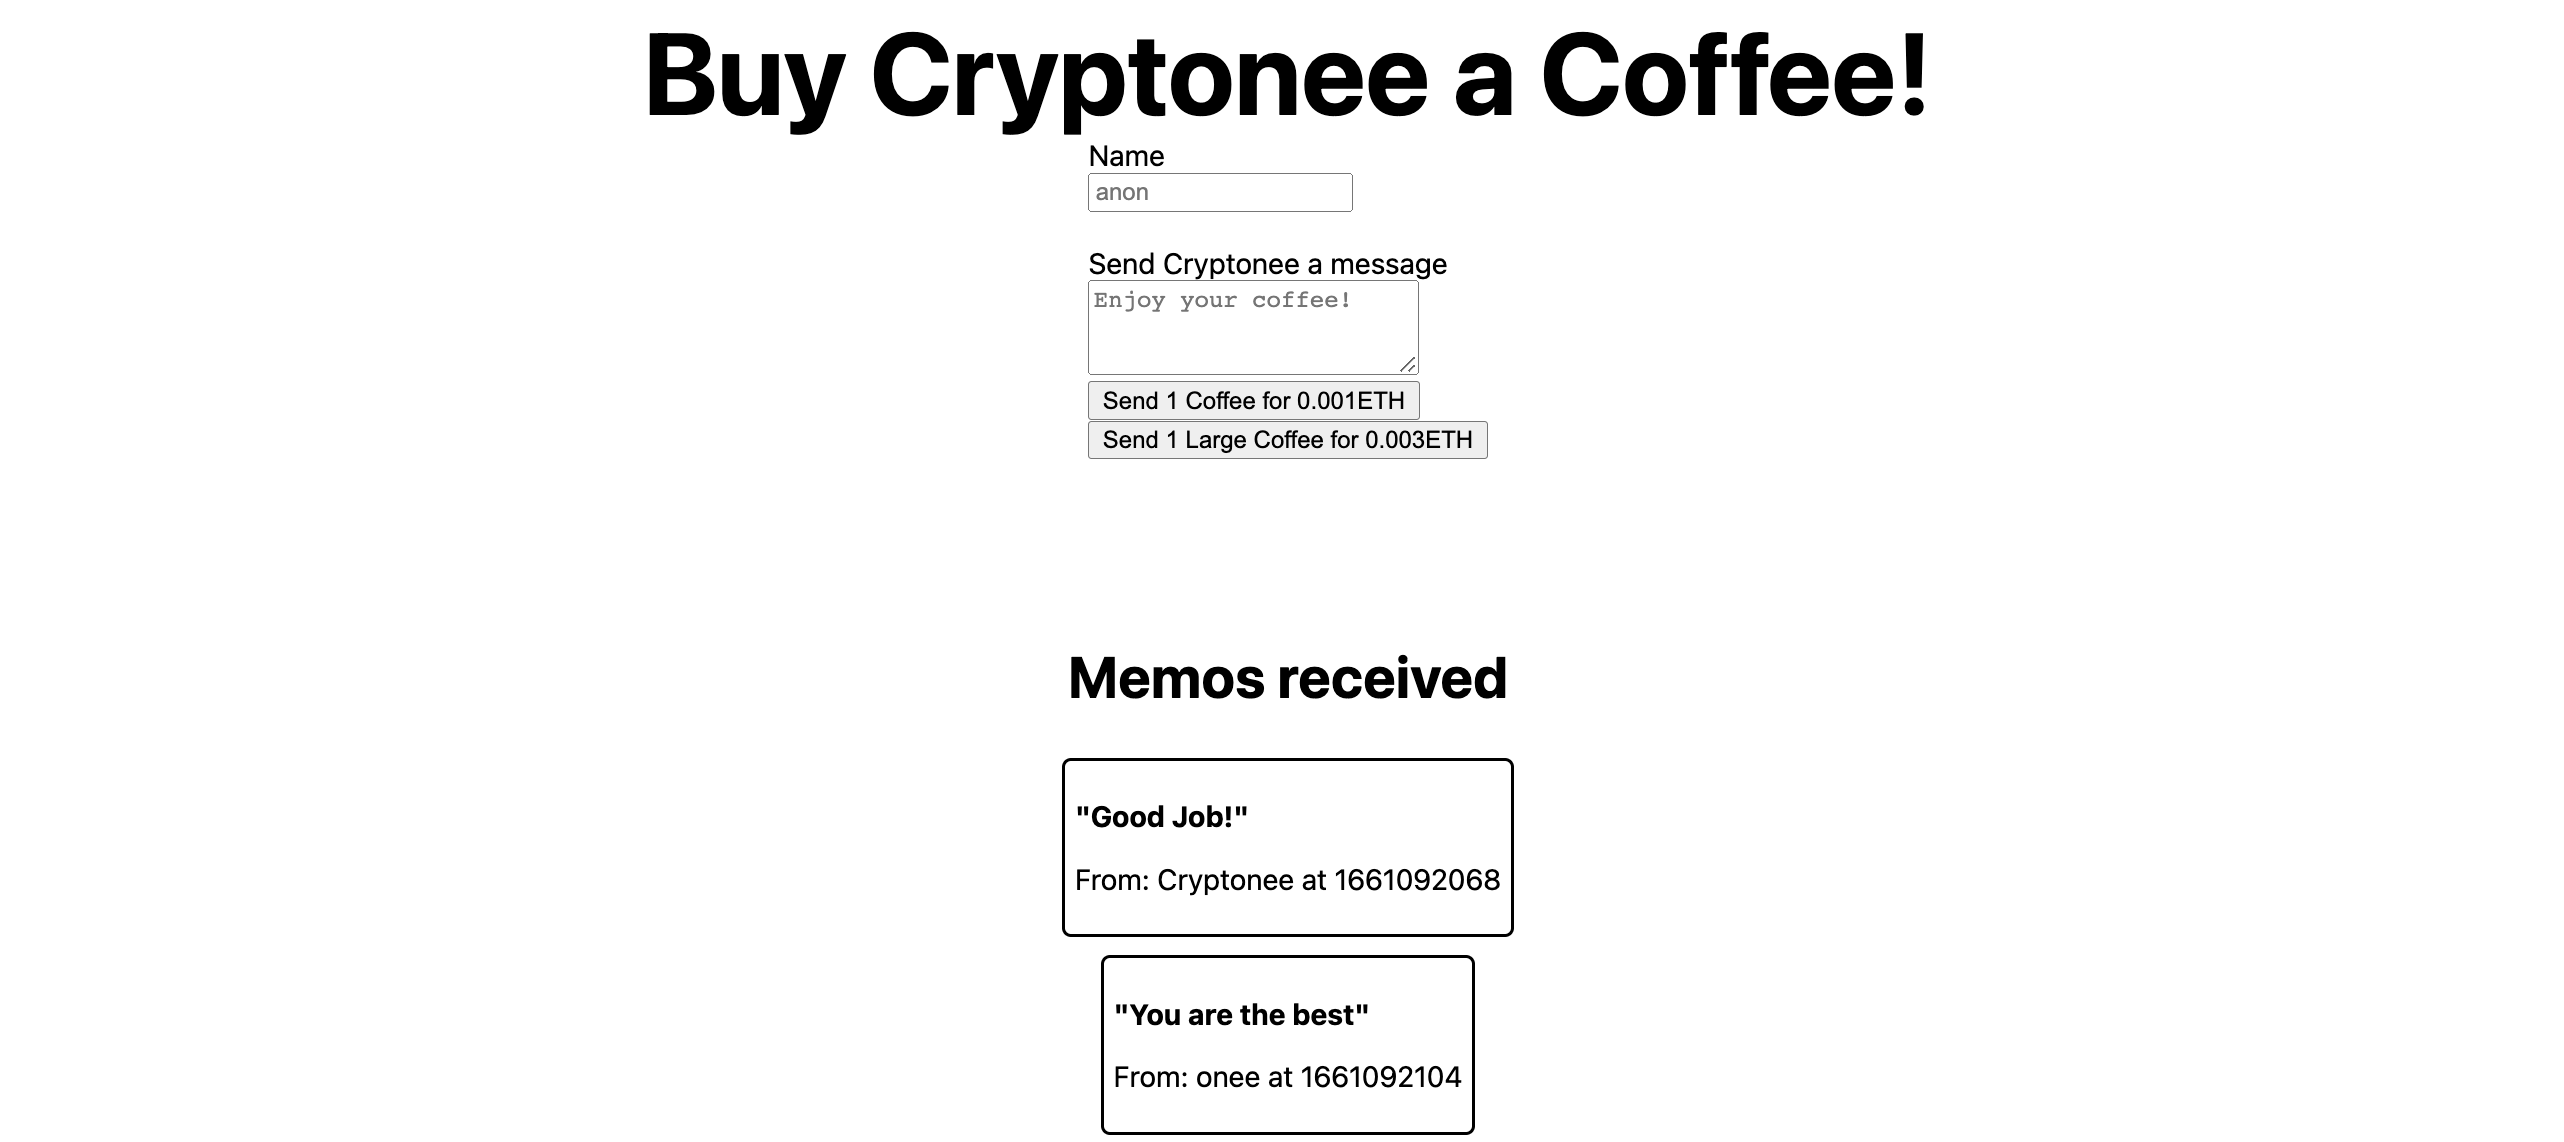 Buy Cryptonee a Coffee!
Name
anon
Send Cryptonee a message
Enjoy your coffee!
Send 1 Coffee for 0.001ETH
Send 1 Large Coffee for 0.003ETH
Memos received
"Good Job!"
From: Cryptonee at 1661092068
"You are the best"
From: onee at 1661092104